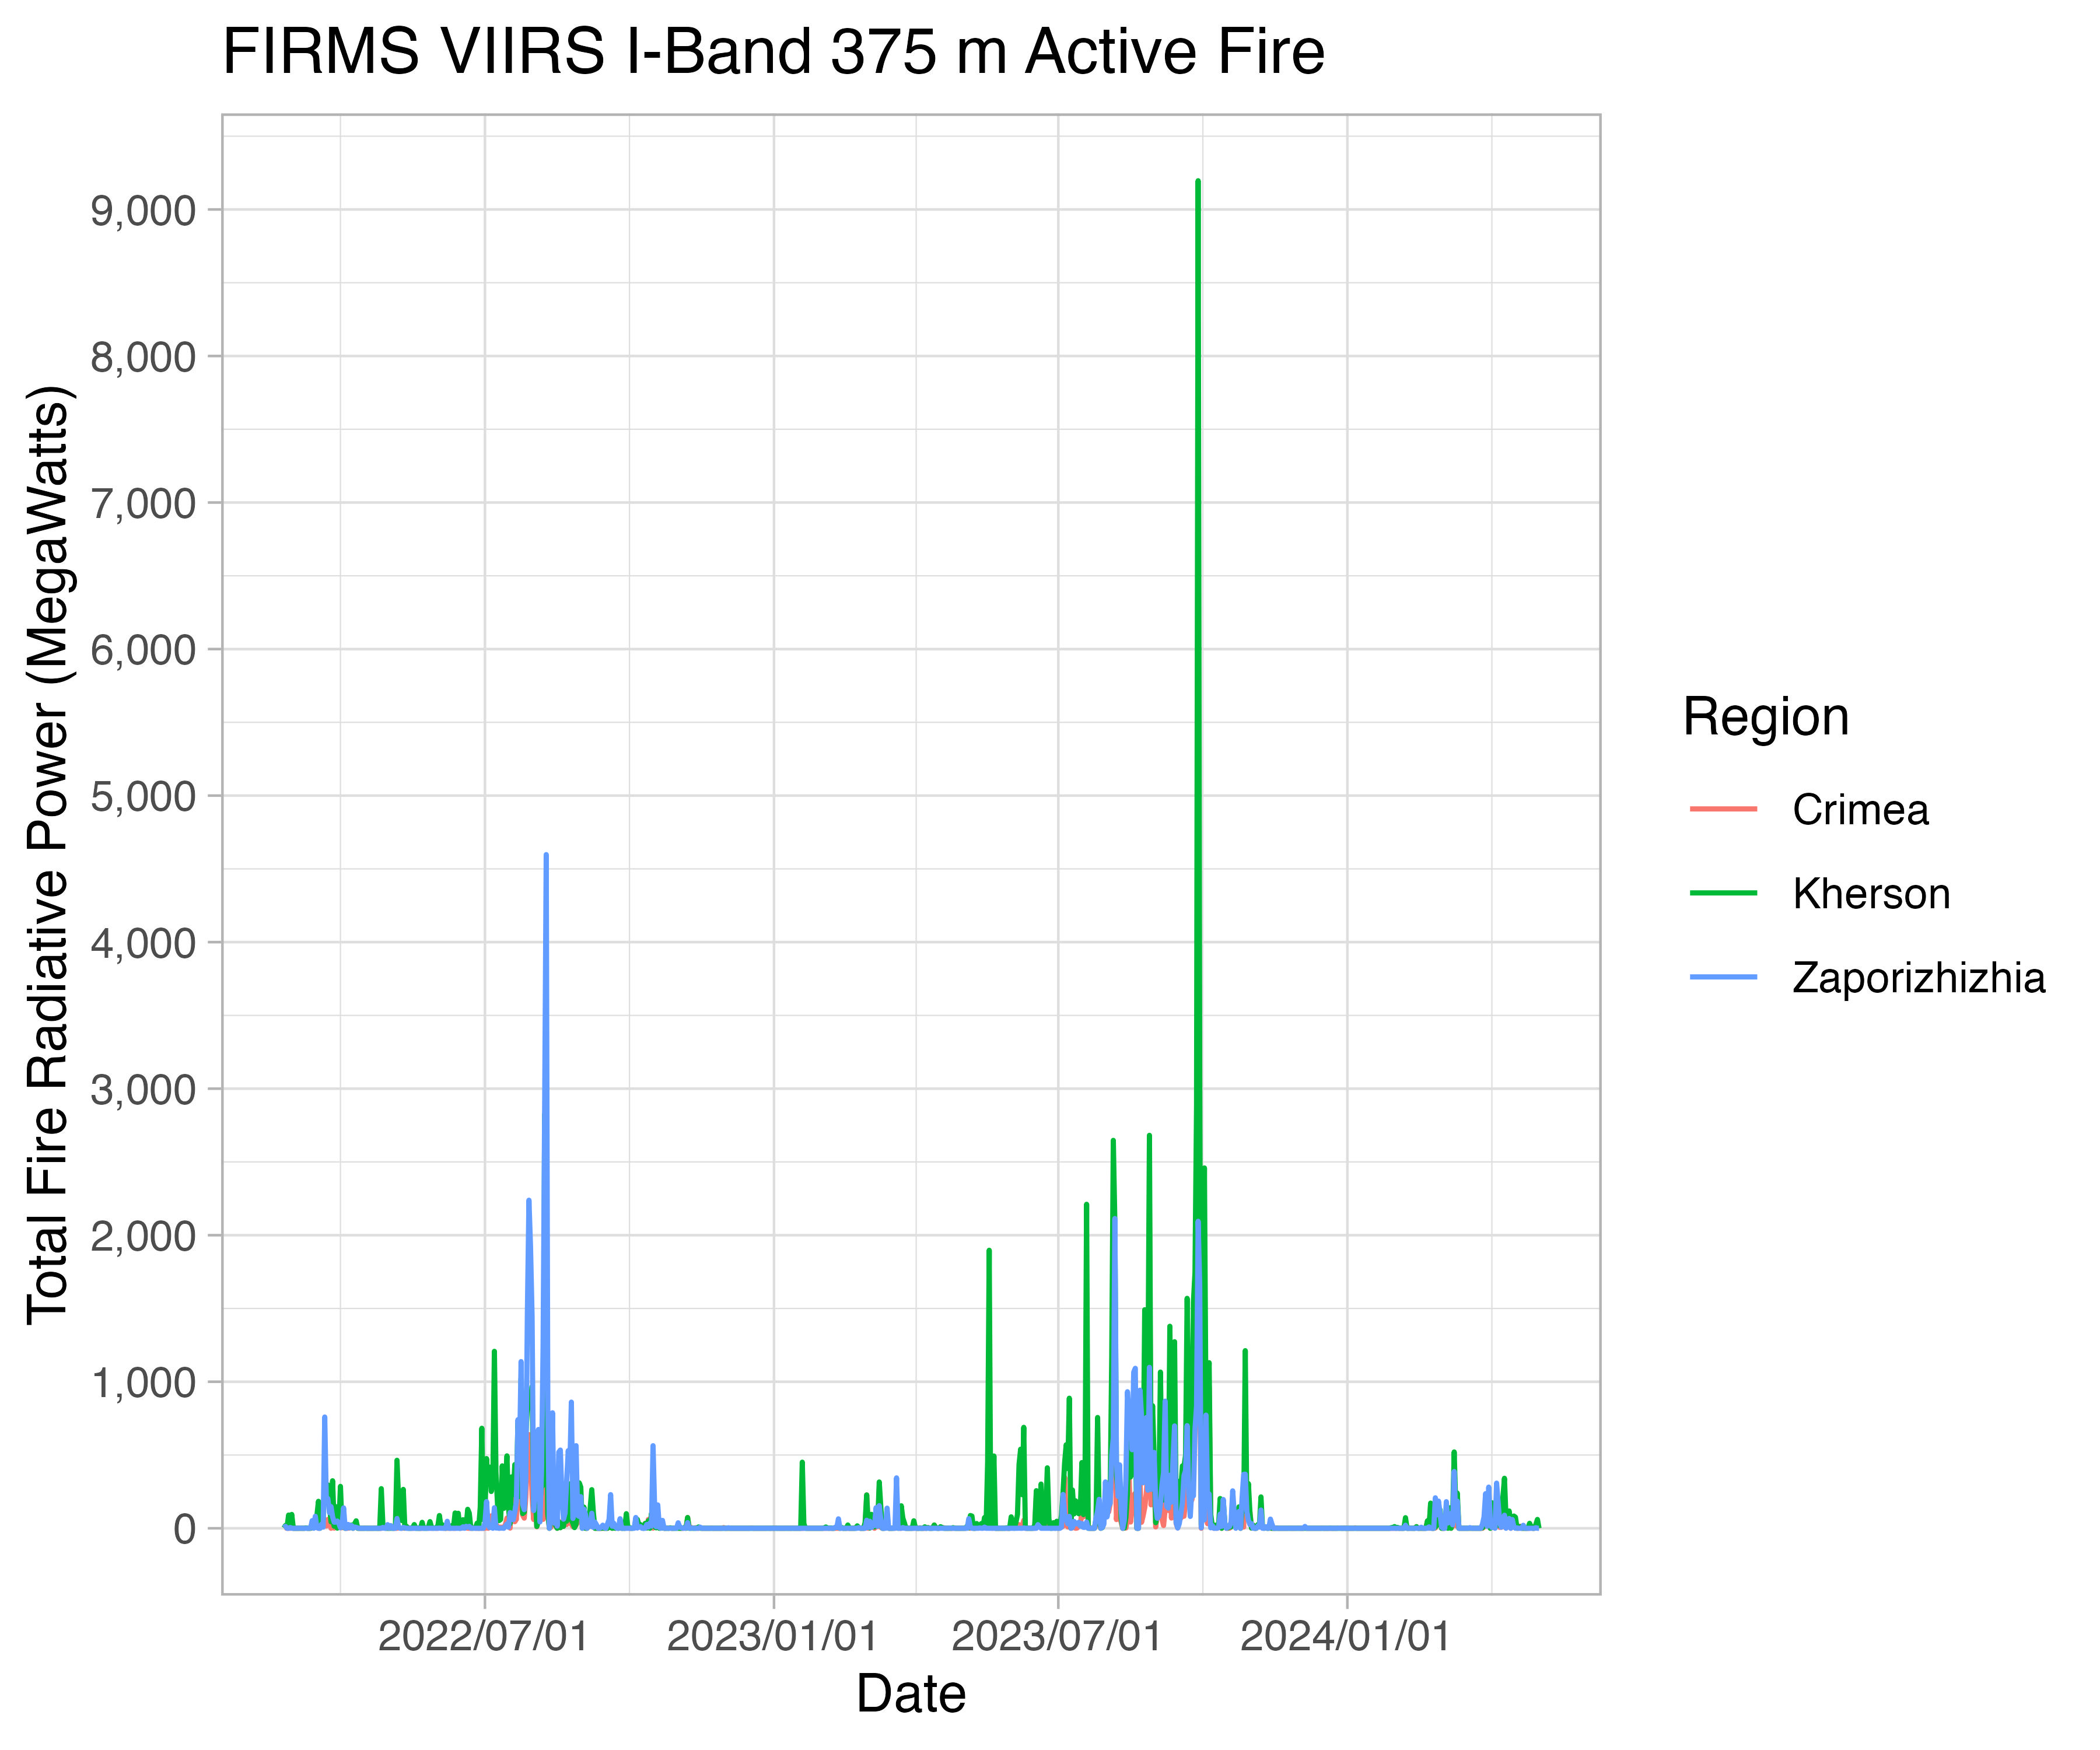 FIRMS VIIRS I-Band 375 m Active Fire
Total Fire Radiative Power (MegaWatts)
9,000
8,000
7,000
6,000
5,000
4,000
3,000
2,000
1,000
0
2022/07/01 2023/01/01 2023/07/01 2024/01/01
Date
Region
Crimea
Kherson
Zaporizhizhia